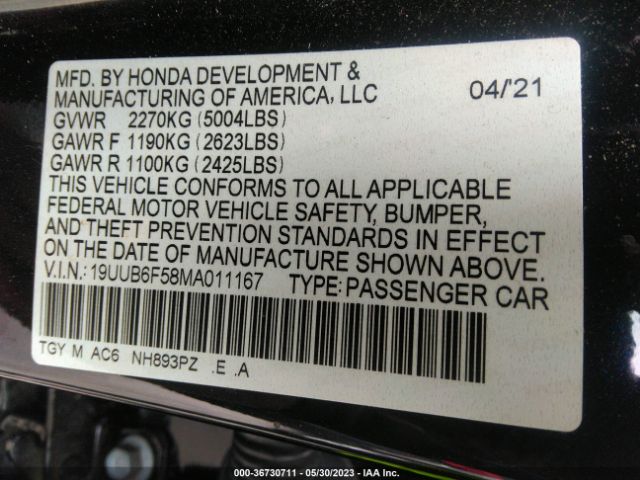 MFD. BY HONDA DEVELOPMENT &
MANUFACTURING OF AMERICA, LLC 04/'21
GVWR 2270KG (5004LBS)
GAWR F 1190KG (2623LBS)
GAWR R 1100KG (2425LBS)
THIS VEHICLE CONFORMS TO ALL APPLICABLE
FEDERAL MOTOR VEHICLE SAFETY, BUMPER,
AND THEFT PREVENTION STANDARDS IN EFFECT
ON THE DATE OF MANUFACTURE SHOWN ABOVE.
V.I.N.: 19UUB6F58MA011167 TYPE: PASSENGER CAR
TGY M AC6 NH893PZ .E .A
000-36730711 — 05/30/2023 — IAA Inc.